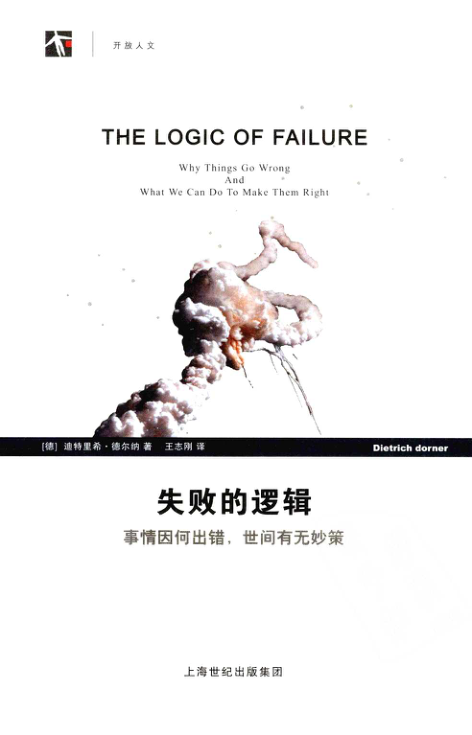 开放人文
THE LOGIC OF FAILURE
Why Things Go Wrong
And
What We Can Do To Make Them Right
[德] 迪特里希·德尔纳 著 王志刚 译
Dietrich dorner
失败的逻辑
事情因何出错，世间有无妙策
上海世纪出版集团